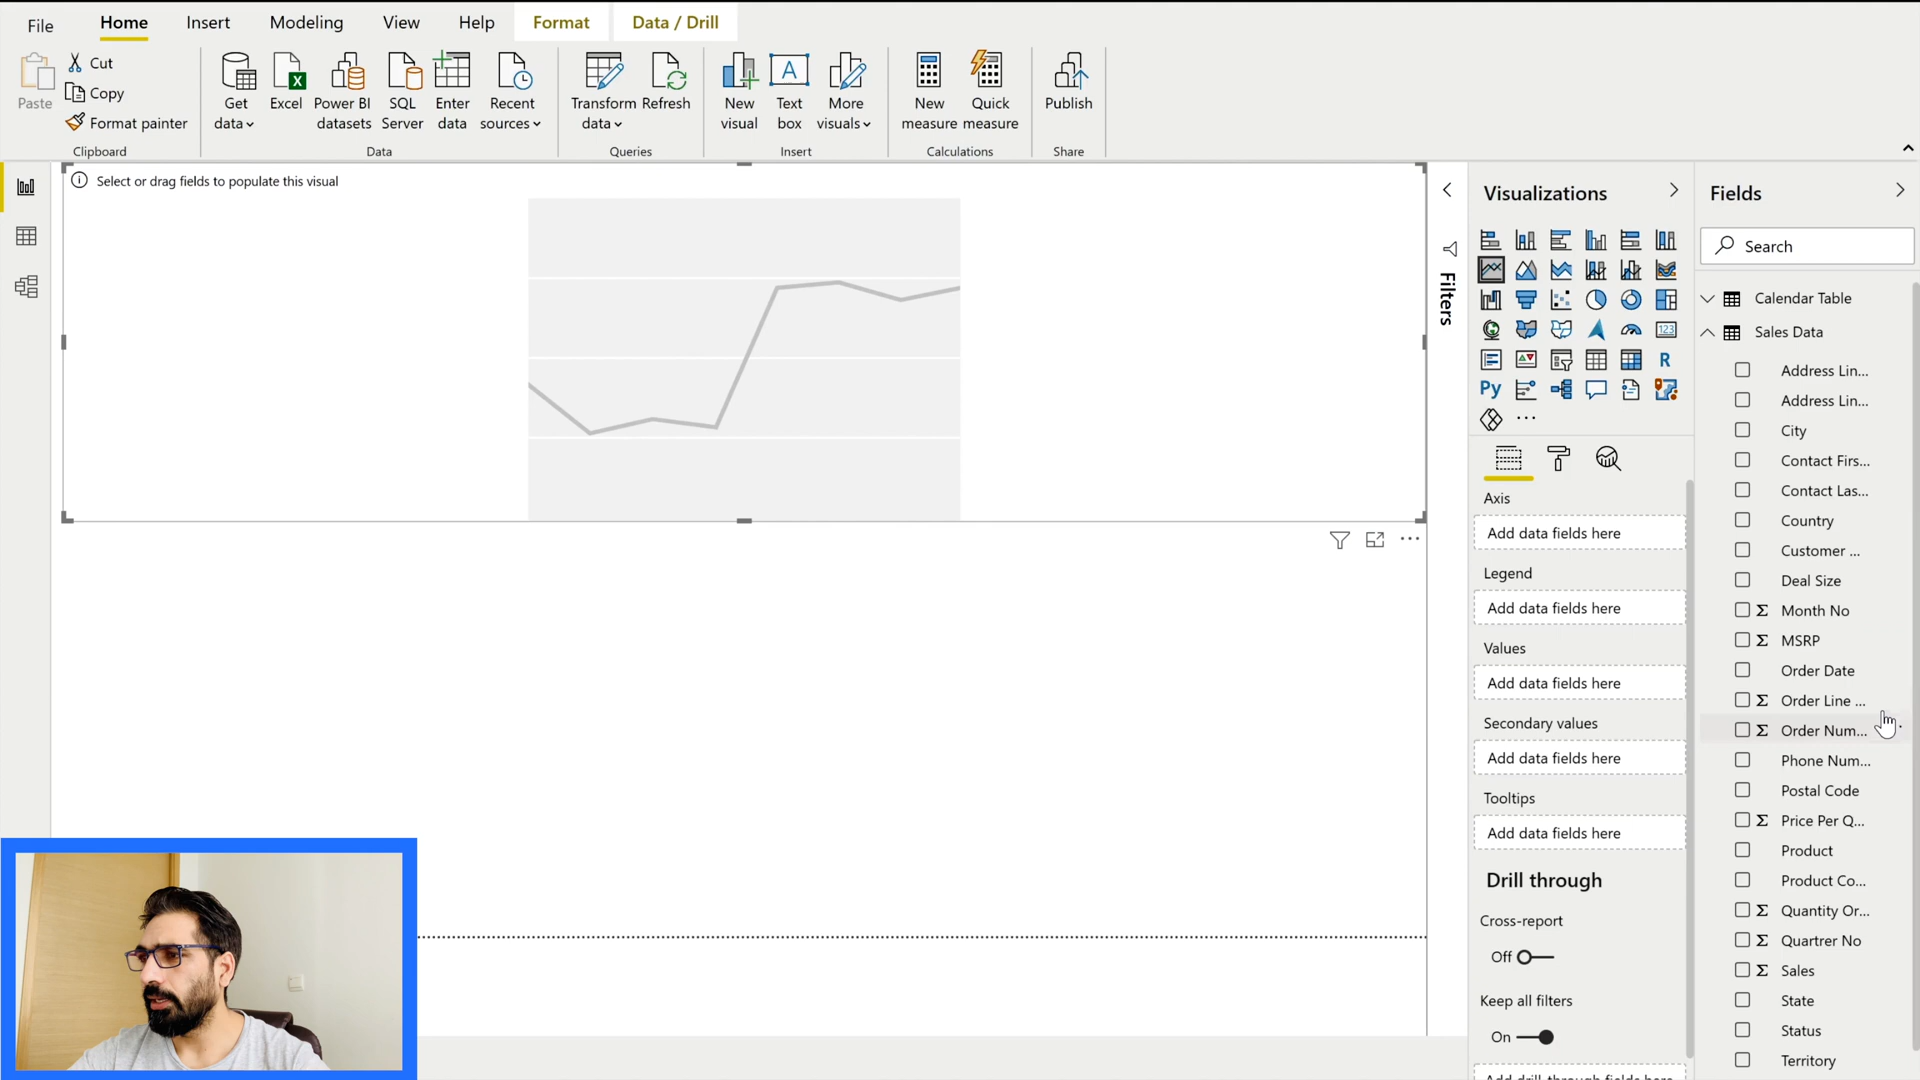 File
Home
Insert
Modeling
View
Help
Format
Data / Drill
Paste
Cut
Copy
Format painter
Clipboard
Get data
Excel
Power BI datasets
SQL Server
Enter data
Recent sources
Data
Transform data
Refresh
Queries
New visual
Text box
More visuals
Insert
New measure
Quick measure
Calculations
Publish
Share
Select or drag fields to populate this visual
Filters
Visualizations
123
R
Py
Axis
Add data fields here
Legend
Add data fields here
Values
Add data fields here
Secondary values
Add data fields here
Tooltips
Add data fields here
Drill through
Cross-report
Off
Keep all filters
On
Add drill-through fields here
Fields
Search
Calendar Table
Sales Data
Address Lin...
Address Lin...
City
Contact Firs...
Contact Las...
Country
Customer ...
Deal Size
Σ Month No
Σ MSRP
Order Date
Σ Order Line ...
Σ Order Num...
Phone Num...
Postal Code
Σ Price Per Q...
Product
Product Co...
Σ Quantity Or...
Σ Quartrer No
Σ Sales
State
Status
Territory